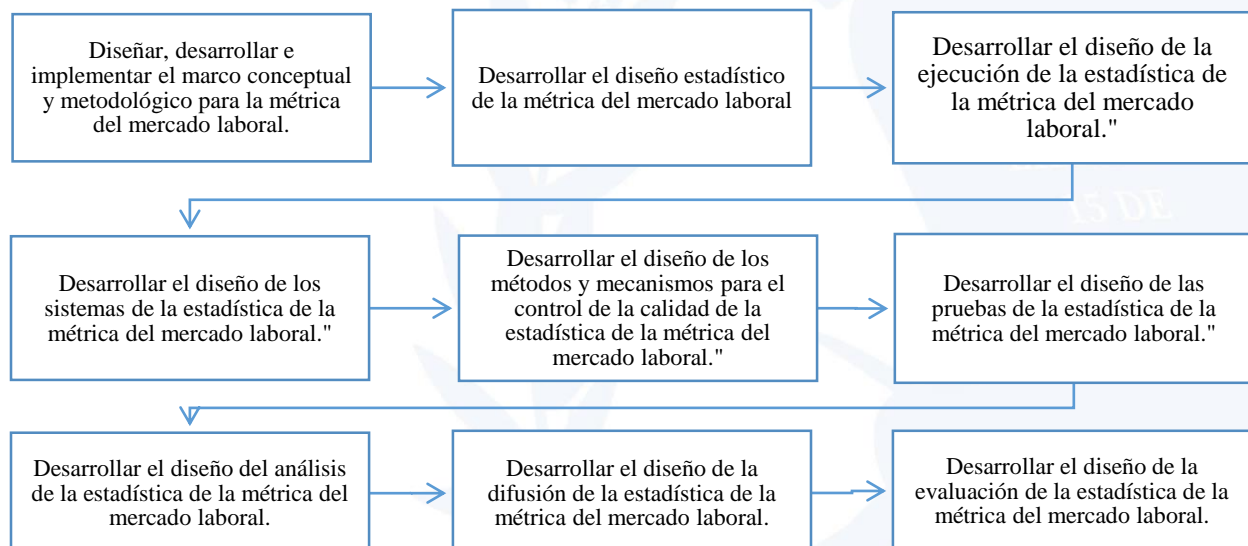 Diseñar, desarrollar e
implementar el marco conceptual
y metodológico para la métrica
del mercado laboral.
Desarrollar el diseño estadístico
de la métrica del mercado laboral
Desarrollar el diseño de la
ejecución de la estadística de
la métrica del mercado
laboral."
15 DE
Desarrollar el diseño de los
sistemas de la estadística de la
métrica del mercado laboral."
Desarrollar el diseño de los
métodos y mecanismos para el
control de la calidad de la
estadística de la métrica del
mercado laboral."
Desarrollar el diseño de las
pruebas de la estadística de la
métrica del mercado laboral."
Desarrollar el diseño del análisis
de la estadística de la métrica del
mercado laboral.
Desarrollar el diseño de la
difusión de la estadística de la
métrica del mercado laboral.
Desarrollar el diseño de la
evaluación de la estadística de la
métrica del mercado laboral.